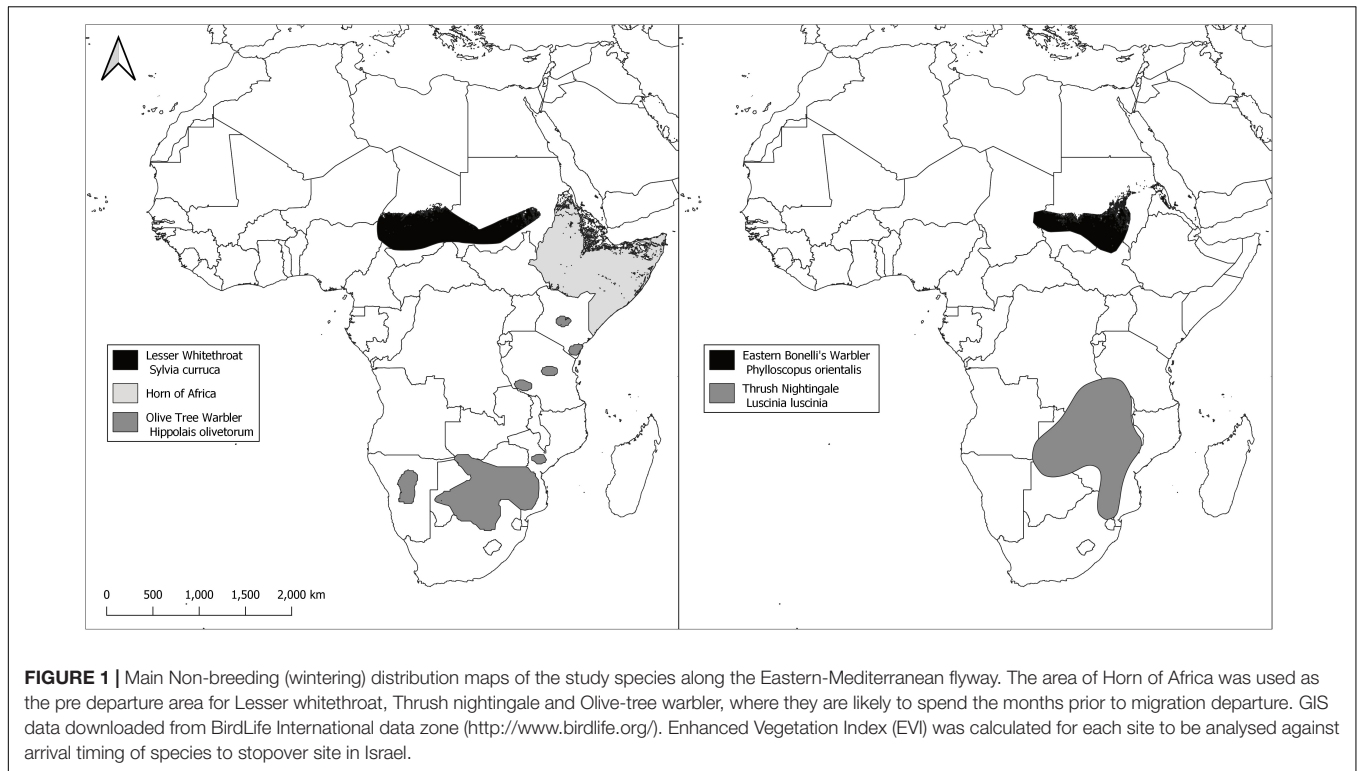 Lesser Whitethroat
Sylvia curruca
Horn of Africa
Olive Tree Warbler
Hippolais olivetorum
0 500 1,000 1,500 2,000 km
Eastern Bonelli's Warbler
Phylloscopus orientalis
Thrush Nightingale
Luscinia luscinia
FIGURE 1 | Main Non-breeding (wintering) distribution maps of the study species along the Eastern-Mediterranean flyway. The area of Horn of Africa was used as
the pre departure area for Lesser whitethroat, Thrush nightingale and Olive-tree warbler, where they are likely to spend the months prior to migration departure. GIS
data downloaded from BirdLife International data zone (http://www.birdlife.org/). Enhanced Vegetation Index (EVI) was calculated for each site to be analysed against
arrival timing of species to stopover site in Israel.